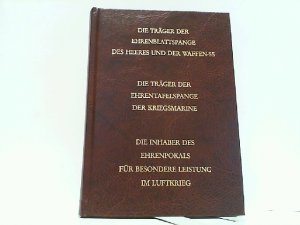 DIE TRÄGER DER
EHRENBLATTSPANGE
DES HEERES UND DER WAFFEN-SS
DIE TRÄGER DER
EHRENTAFELSPANGE
DER KRIEGSMARINE
DIE INHABER DES
EHRENPOKALS
FÜR BESONDERE LEISTUNG
IM LUFTKRIEG